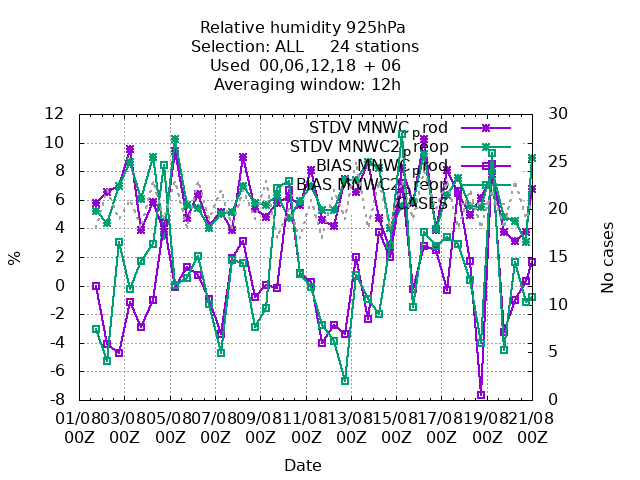 Relative humidity 925hPa
Selection: ALL 24 stations
Used 00,06,12,18 + 06
Averaging window: 12h
12 10 8 6 4 2 0 -2 -4 -6 -8
30 25 20 15 10 5 0
STDV MNWC_prod
STDV MNWC2_preop
BIAS MNWC_prod
BIAS MNWC2_preop
CASES
%
No cases
01/08 03/08 05/08 07/08 09/08 11/08 13/08 15/08 17/08 19/08 21/08
00Z 00Z 00Z 00Z 00Z 00Z 00Z 00Z 00Z 00Z 00Z
Date